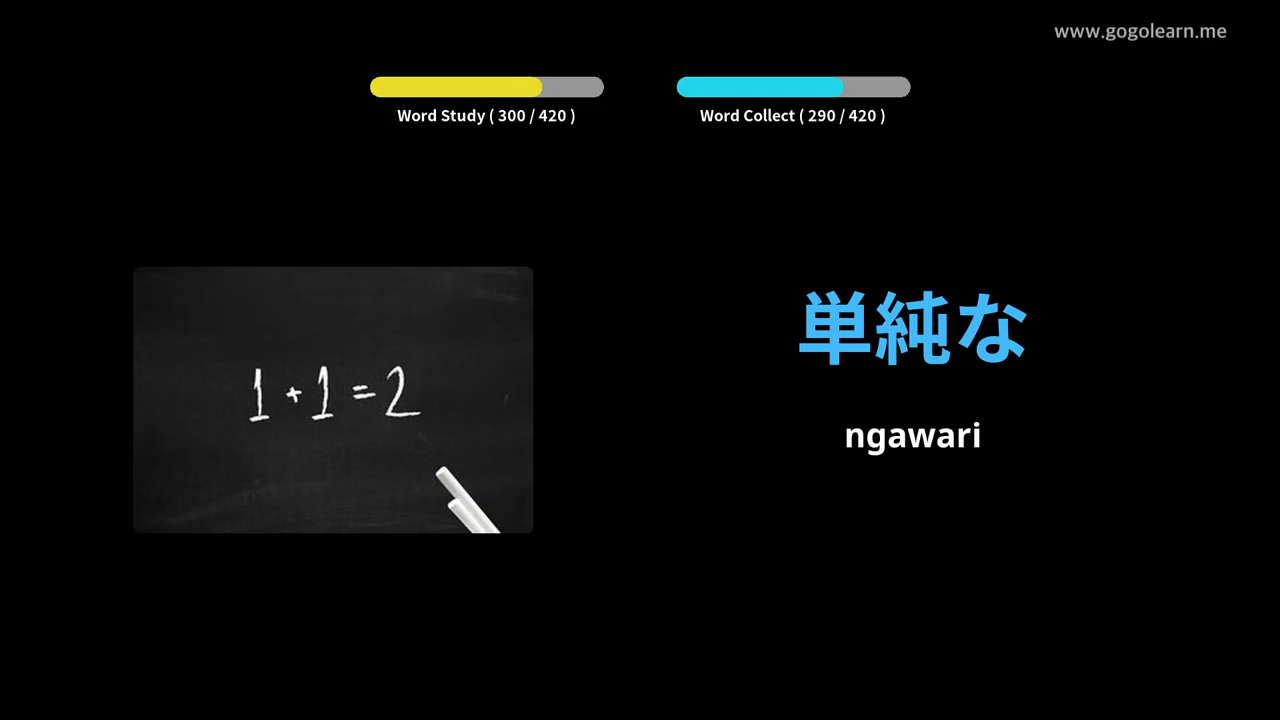 www.gogolearn.me
Word Study ( 300 / 420 )
Word Collect ( 290 / 420 )
1 + 1 = 2
単純な
ngawari